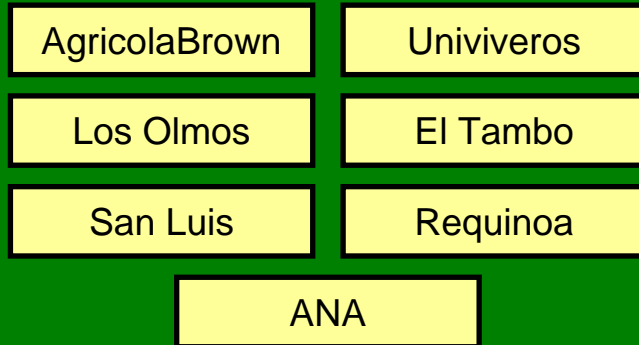 AgricolaBrown
Univiveros
Los Olmos
El Tambo
San Luis
Requinoa
ANA